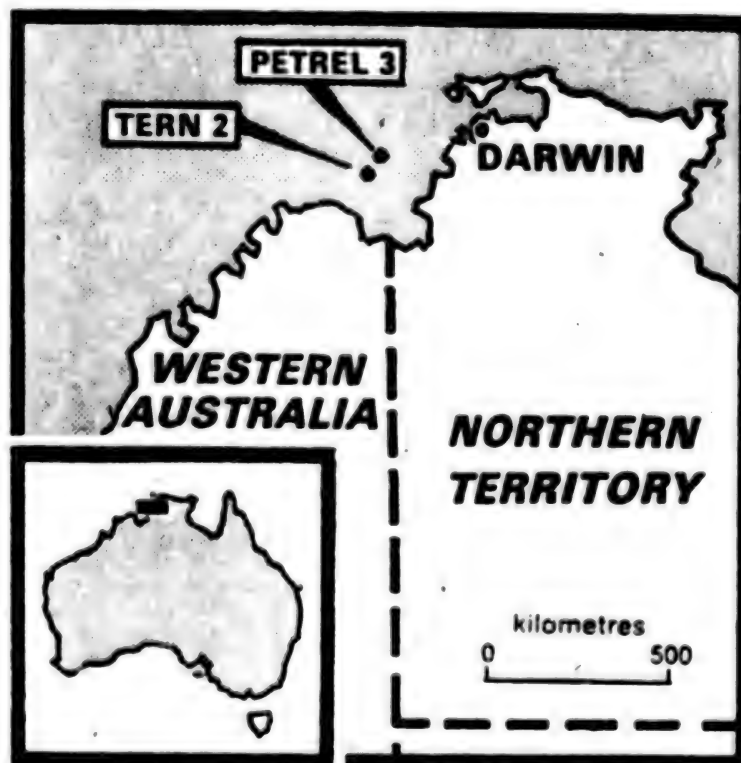 PETREL 3
TERN 2
DARWIN
WESTERN
AUSTRALIA
NORTHERN
TERRITORY
kilometres
0 500